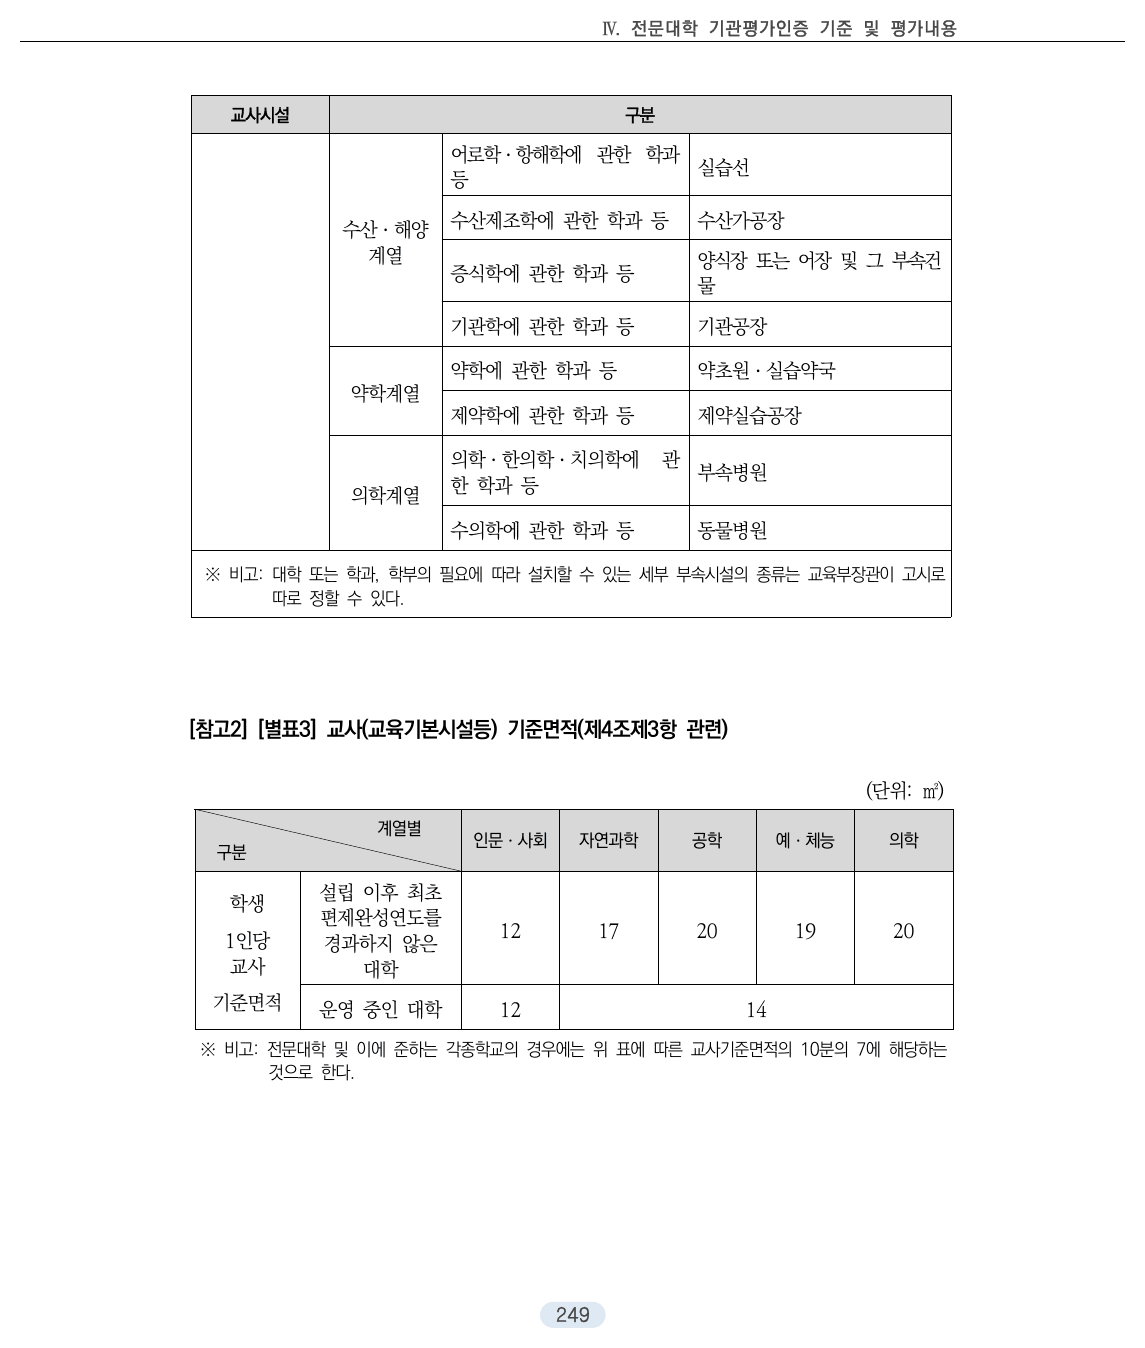 Ⅳ. 전문대학 기관평가인증 기준 및 평가내용
교사시설 구분
수산·해양
계열
어로학·항해학에 관한 학과
등
실습선
수산제조학에 관한 학과 등 수산가공장
증식학에 관한 학과 등
양식장 또는 어장 및 그 부속건
물
기관학에 관한 학과 등 기관공장
약학계열
약학에 관한 학과 등 약초원·실습약국
제약학에 관한 학과 등 제약실습공장
의학계열
의학·한의학·치의학에 관
한 학과 등
부속병원
수의학에 관한 학과 등 동물병원
※ 비고: 대학 또는 학과, 학부의 필요에 따라 설치할 수 있는 세부 부속시설의 종류는 교육부장관이 고시로
따로 정할 수 있다.
[참고2] [별표3] 교사(교육기본시설등) 기준면적(제4조제3항 관련)
(단위: ㎡)
계열별
구분
인문·사회 자연과학 공학 예·체능 의학
학생
1인당
교사
기준면적
설립 이후 최초
편제완성연도를
경과하지 않은
대학
12 17 20 19 20
운영 중인 대학 12 14
※ 비고: 전문대학 및 이에 준하는 각종학교의 경우에는 위 표에 따른 교사기준면적의 10분의 7에 해당하는
것으로 한다.
249